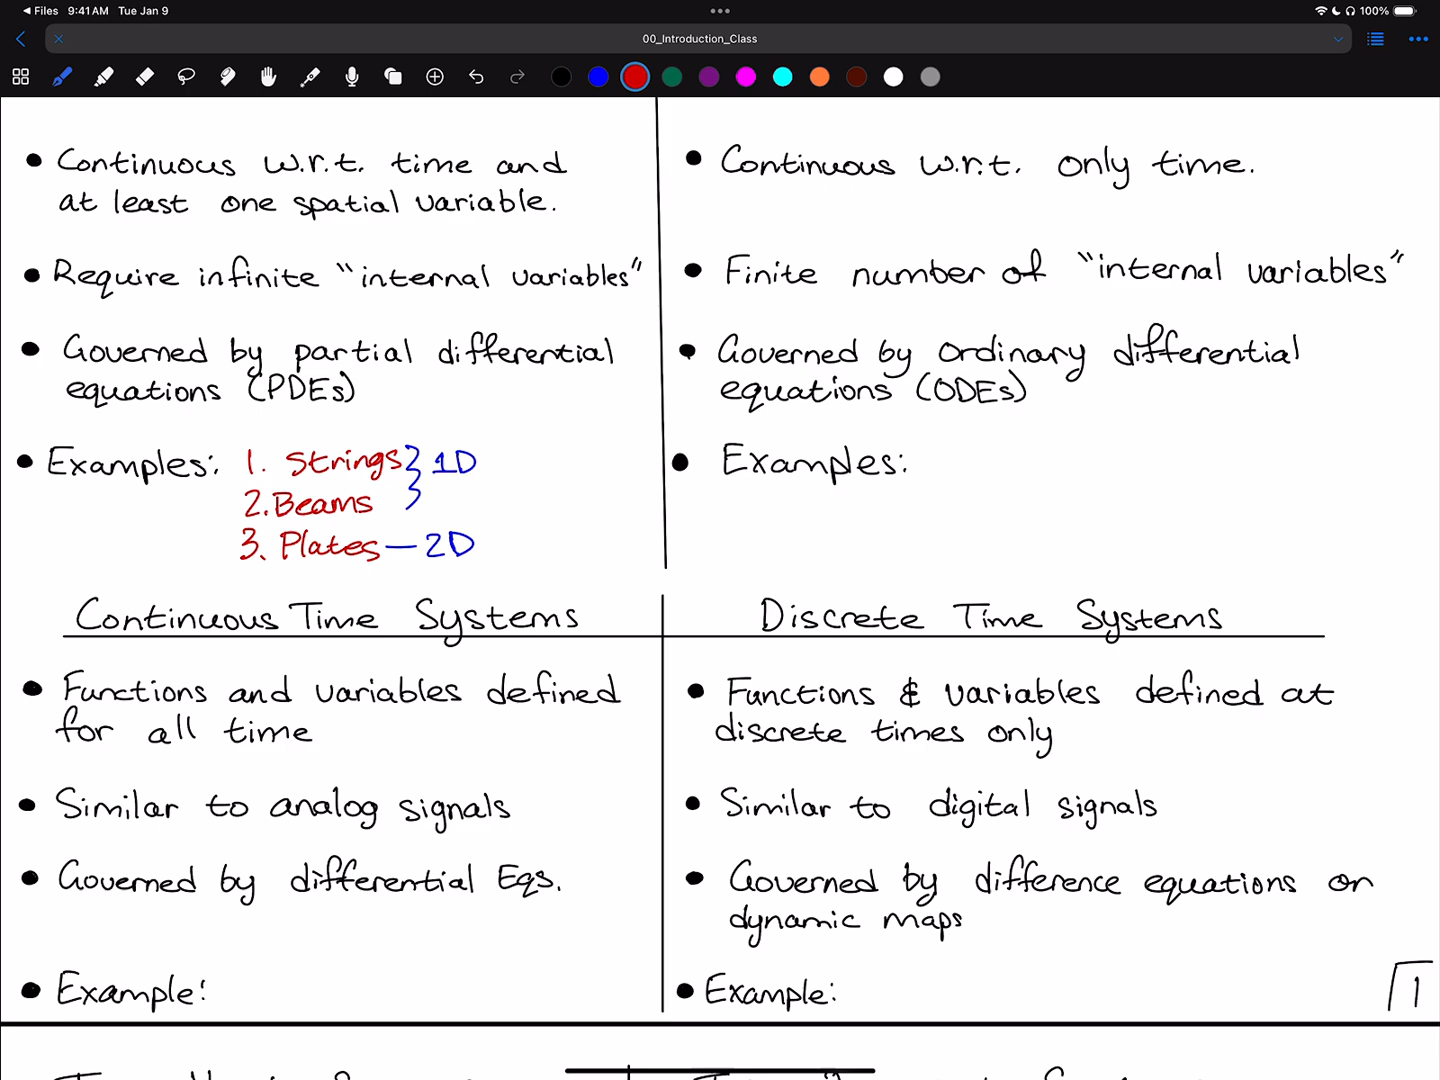 Files 9:41 AM Tue Jan 9
100%
00_Introduction_Class
• Continuous w.r.t. time and
at least one spatial variable.
• Require infinite "internal variables"
• Governed by partial differential
equations (PDEs)
• Examples: 1. Strings } 1D
2. Beams
3. Plates — 2D
• Continuous w.r.t. only time.
• Finite number of "internal variables"
• Governed by ordinary differential
equations (ODEs)
• Examples:
Continuous Time Systems
• Functions and variables defined
for all time
• Similar to analog signals
• Governed by differential Eqs.
• Example:
Discrete Time Systems
• Functions & variables defined at
discrete times only
• Similar to digital signals
• Governed by difference equations or
dynamic maps
• Example:
1